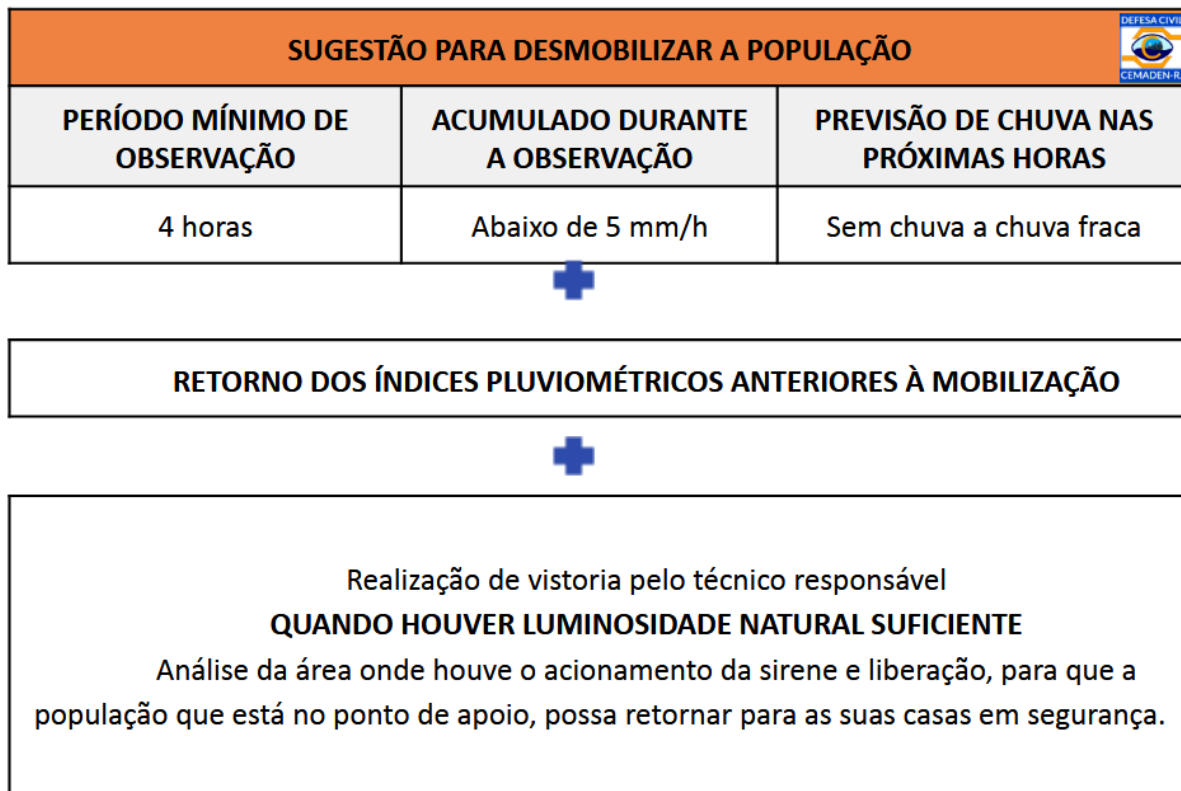 SUGESTÃO PARA DESMOBILIZAR A POPULAÇÃO
DEFESA CIVIL
CEMADEN-RJ
PERÍODO MÍNIMO DE
OBSERVAÇÃO
ACUMULADO DURANTE
A OBSERVAÇÃO
PREVISÃO DE CHUVA NAS
PRÓXIMAS HORAS
4 horas
Abaixo de 5 mm/h
Sem chuva a chuva fraca
RETORNO DOS ÍNDICES PLUVIOMÉTRICOS ANTERIORES À MOBILIZAÇÃO
Realização de vistoria pelo técnico responsável
QUANDO HOUVER LUMINOSIDADE NATURAL SUFICIENTE
Análise da área onde houve o acionamento da sirene e liberação, para que a
população que está no ponto de apoio, possa retornar para as suas casas em segurança.